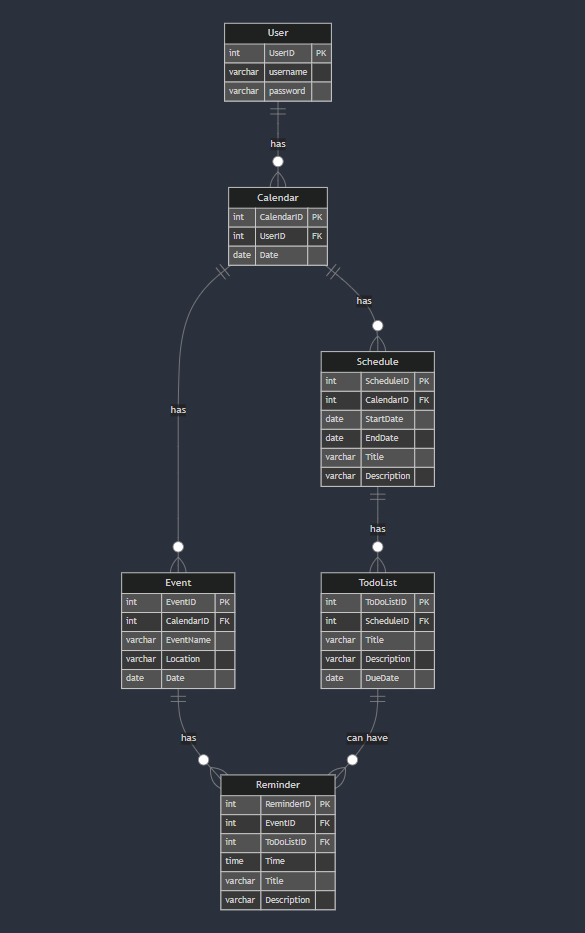 User
int UserID PK
varchar username
varchar password
has
Calendar
int CalendarID PK
int UserID FK
date Date
has
Schedule
int ScheduleID PK
int CalendarID FK
date StartDate
date EndDate
varchar Title
varchar Description
has
has
Event
int EventID PK
int CalendarID FK
varchar EventName
varchar Location
date Date
TodoList
int ToDoListID PK
int ScheduleID FK
varchar Title
varchar Description
date DueDate
has
can have
Reminder
int ReminderID PK
int EventID FK
int ToDoListID FK
time Time
varchar Title
varchar Description